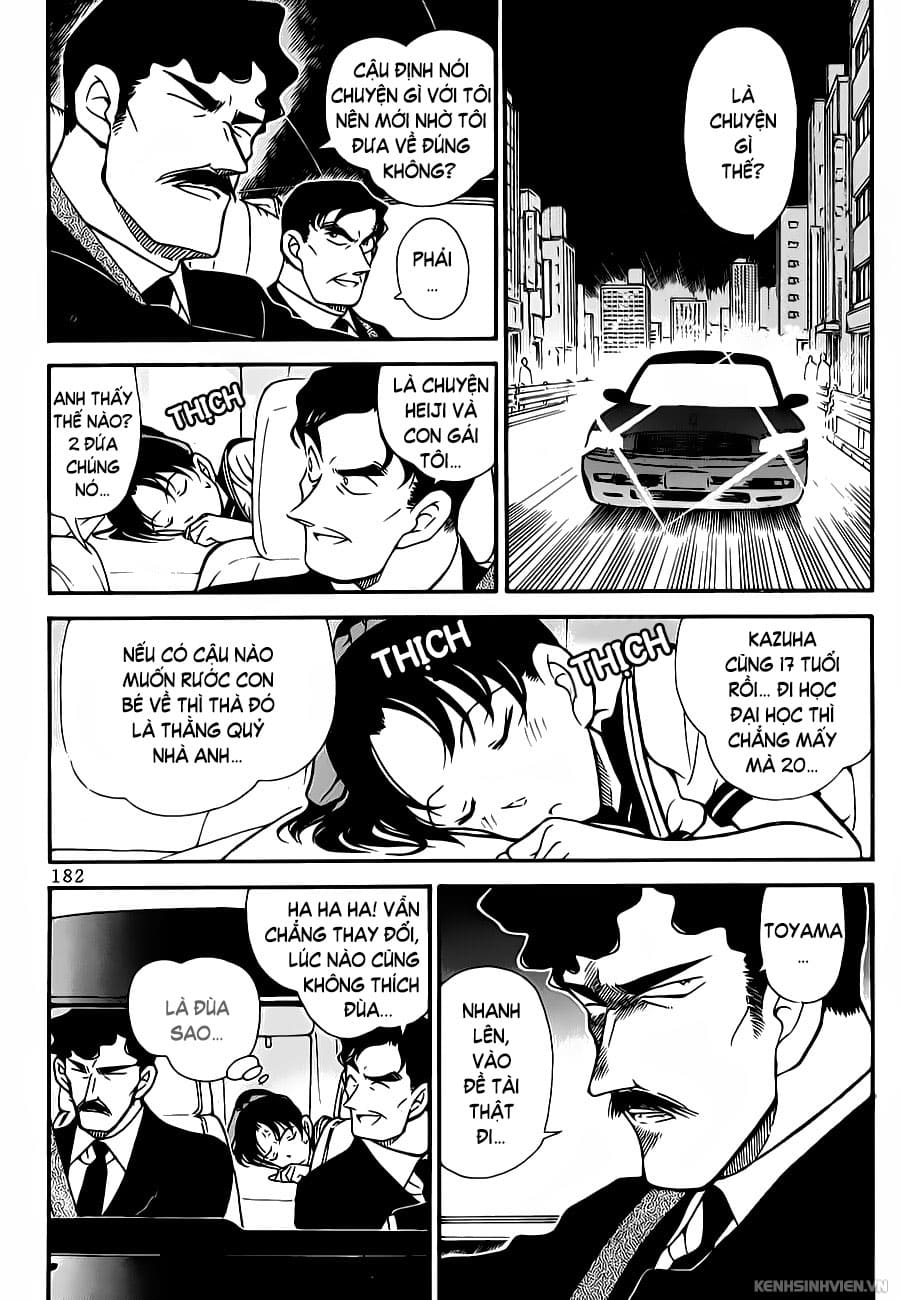 LÀ
CHUYỆN
GÌ
THẾ?
CẬU ĐỊNH NÓI
CHUYỆN GÌ VỚI TÔI
NÊN MỚI NHỜ TÔI
ĐƯA VỀ ĐÚNG
KHÔNG?
PHẢI
...
LÀ CHUYỆN
HEIJI VÀ
CON GÁI
TÔI...
THỊCH
ANH THẤY
THẾ NÀO?
2 ĐỨA
CHÚNG
NÓ...
KAZUHA
CŨNG 17 TUỔI
RỒI... ĐI HỌC
ĐẠI HỌC THÌ
CHẲNG MẤY
MÀ 20...
THỊCH
THỊCH
NẾU CÓ CẬU NÀO
MUỐN RƯỚC CON
BÉ VỀ THÌ THÀ ĐÓ
LÀ THẰNG QUỶ
NHÀ ANH...
182
TOYAMA
...
NHANH
LÊN,
VÀO
ĐỀ TÀI
THẬT
ĐI...
HA HA HA! VẪN
CHẲNG THAY ĐỔI,
LÚC NÀO CŨNG
KHÔNG THÍCH
ĐÙA...
LÀ ĐÙA
SAO...
KENHSINHVIEN.VN